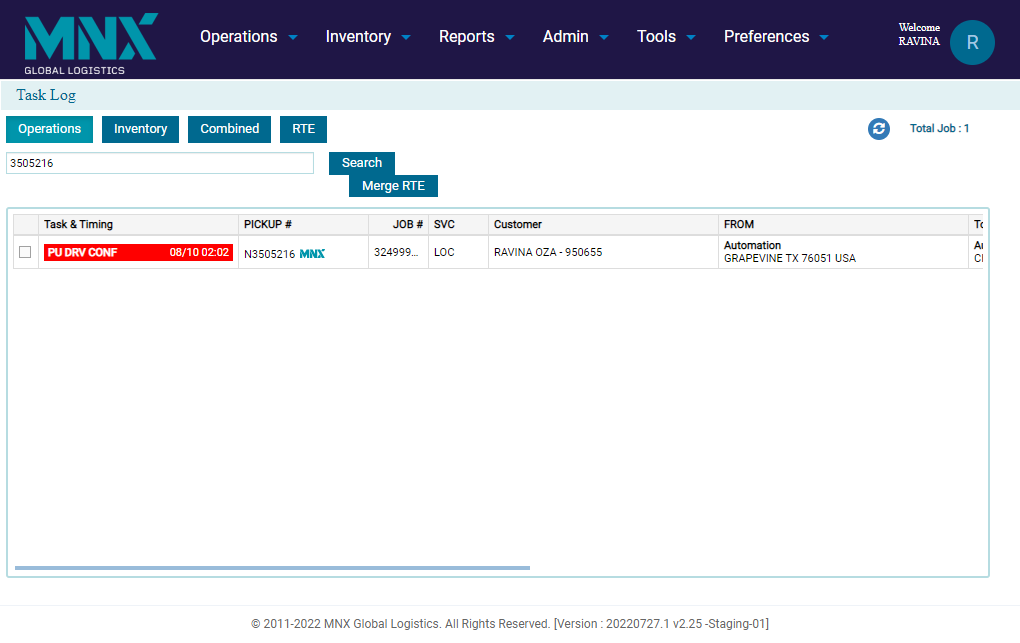 MNX
GLOBAL LOGISTICS
Operations Inventory Reports Admin Tools Preferences
Welcome
RAVINA
R
Task Log
Operations Inventory Combined RTE
Total Job : 1
3505216 Search
Merge RTE
Task & Timing PICKUP # JOB # SVC Customer FROM
PU DRV CONF 08/10 02:02 N3505216 MNX 324999... LOC RAVINA OZA - 950655 Automation
GRAPEVINE TX 76051 USA
© 2011-2022 MNX Global Logistics. All Rights Reserved. [Version : 20220727.1 v2.25 -Staging-01]